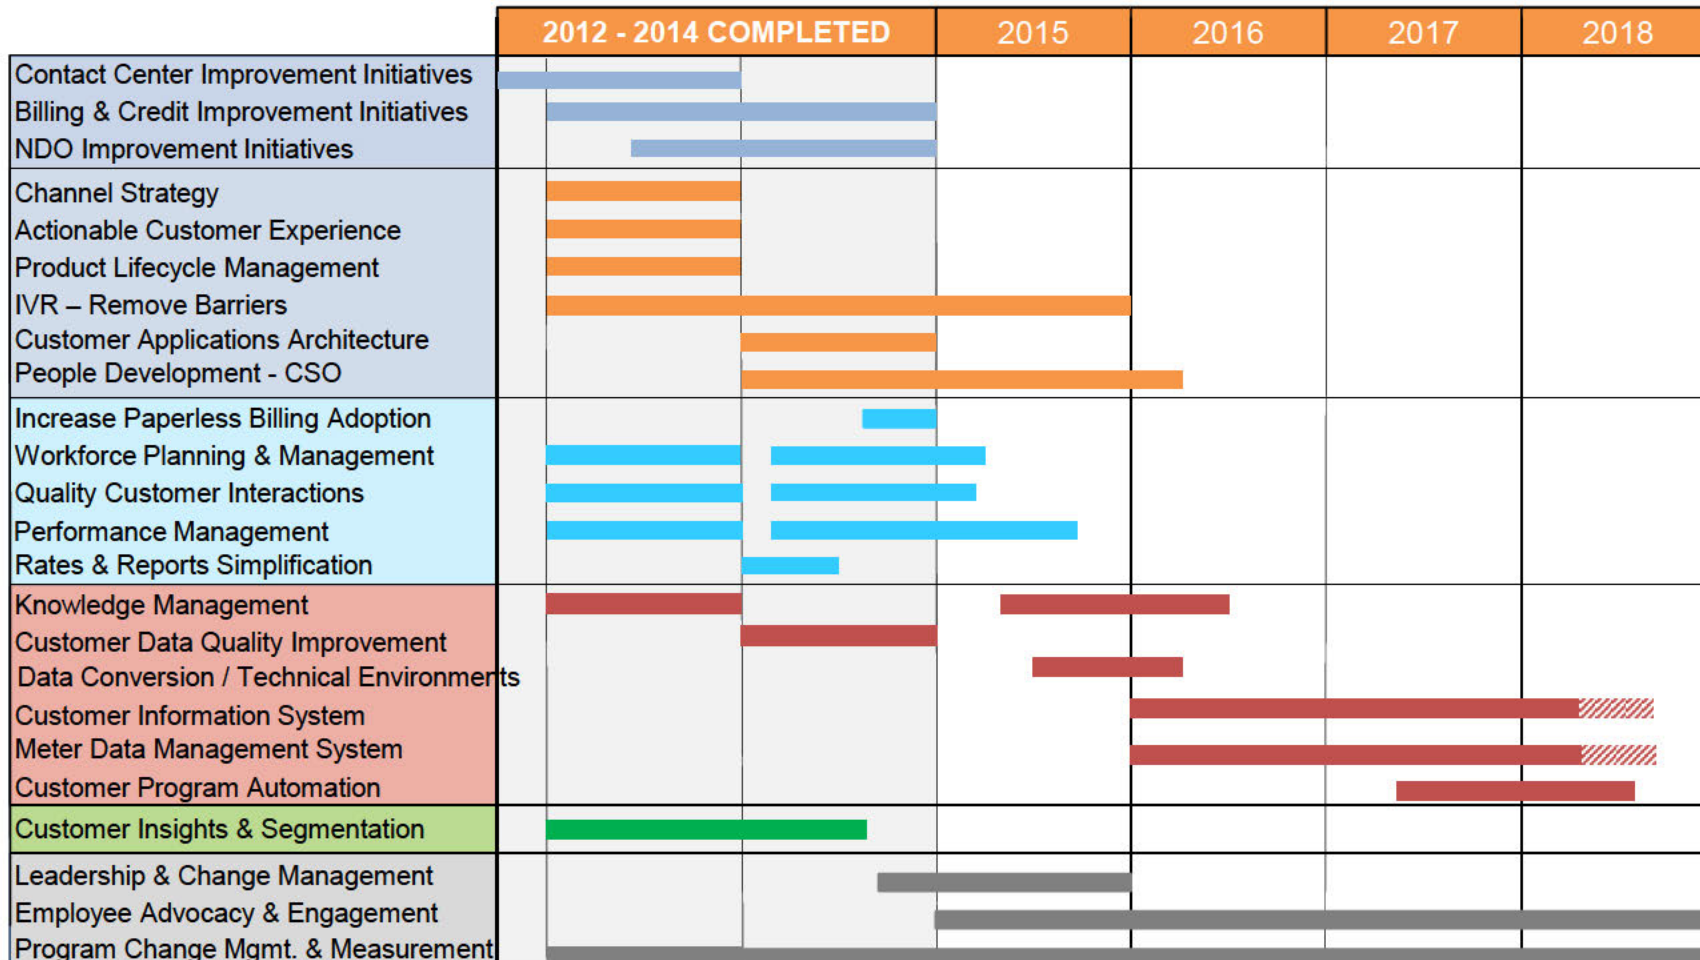 2012 - 2014 COMPLETED 2015 2016 2017 2018
Contact Center Improvement Initiatives
Billing & Credit Improvement Initiatives
NDO Improvement Initiatives
Channel Strategy
Actionable Customer Experience
Product Lifecycle Management
IVR – Remove Barriers
Customer Applications Architecture
People Development - CSO
Increase Paperless Billing Adoption
Workforce Planning & Management
Quality Customer Interactions
Performance Management
Rates & Reports Simplification
Knowledge Management
Customer Data Quality Improvement
Data Conversion / Technical Environments
Customer Information System
Meter Data Management System
Customer Program Automation
Customer Insights & Segmentation
Leadership & Change Management
Employee Advocacy & Engagement
Program Change Mgmt. & Measurement